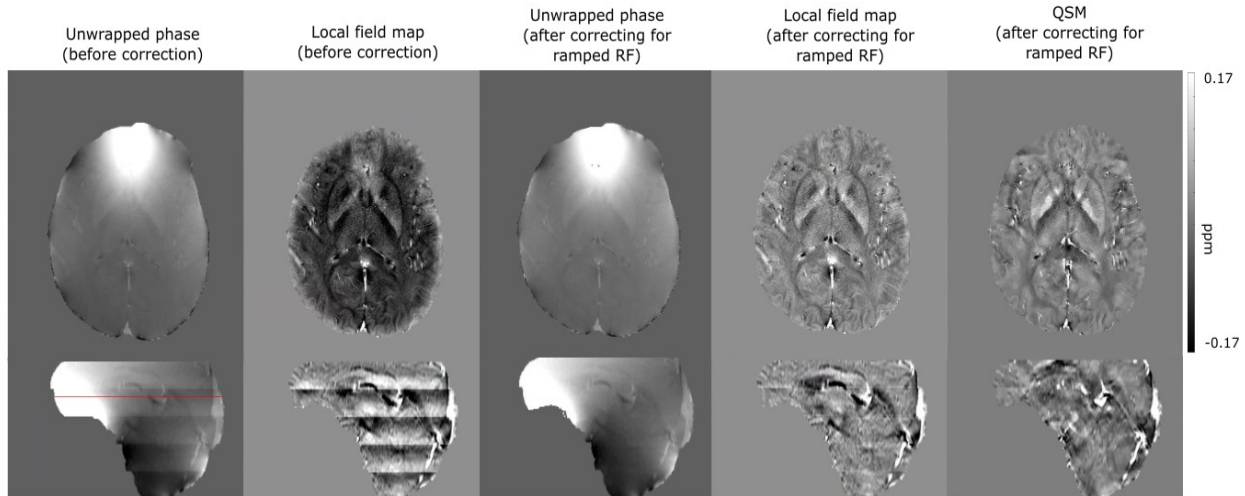 Unwrapped phase
(before correction)
Local field map
(before correction)
Unwrapped phase
(after correcting for
ramped RF)
Local field map
(after correcting for
ramped RF)
QSM
(after correcting for
ramped RF)
0.17
ppm
-0.17